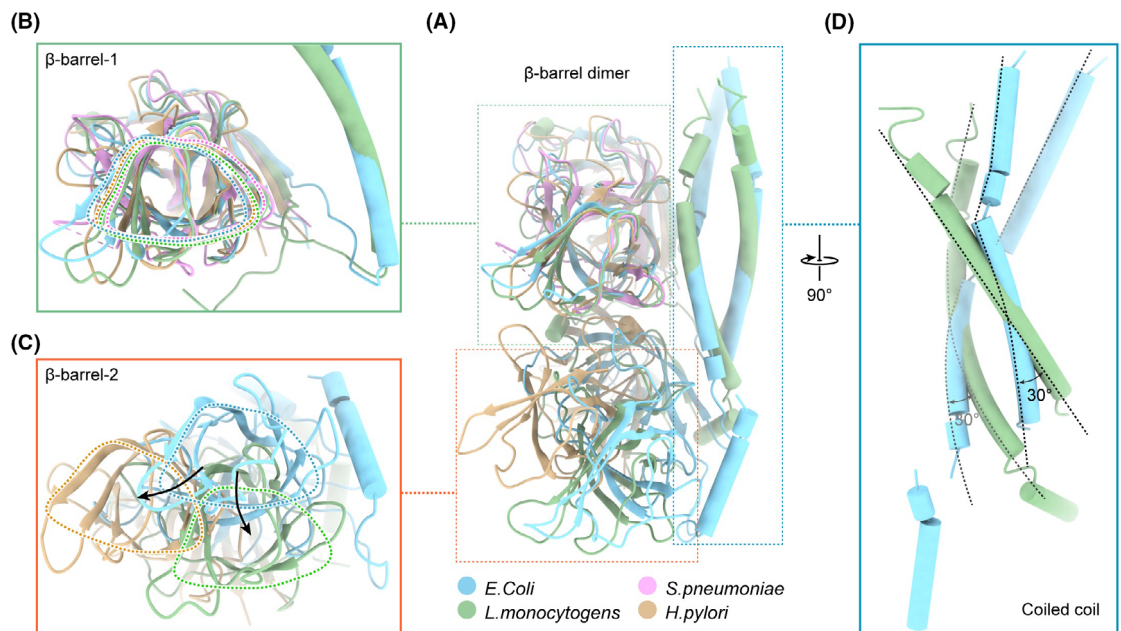 (B)
β-barrel-1
(A)
β-barrel dimer
(D)
90°
(C)
β-barrel-2
30°
30°
E.Coli
S.pneumoniae
L.monocytogens
H.pylori
Coiled coil